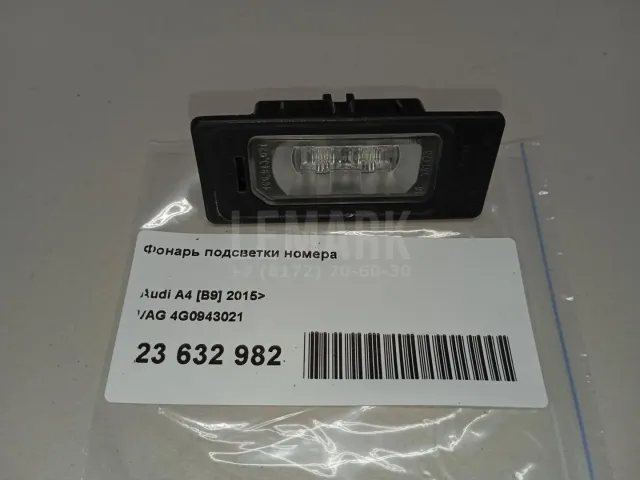 LEMARK
+7 (8172) 70-60-30
Фонарь подсветки номера
Audi A4 [B9] 2015>
VAG 4G0943021
23 632 982